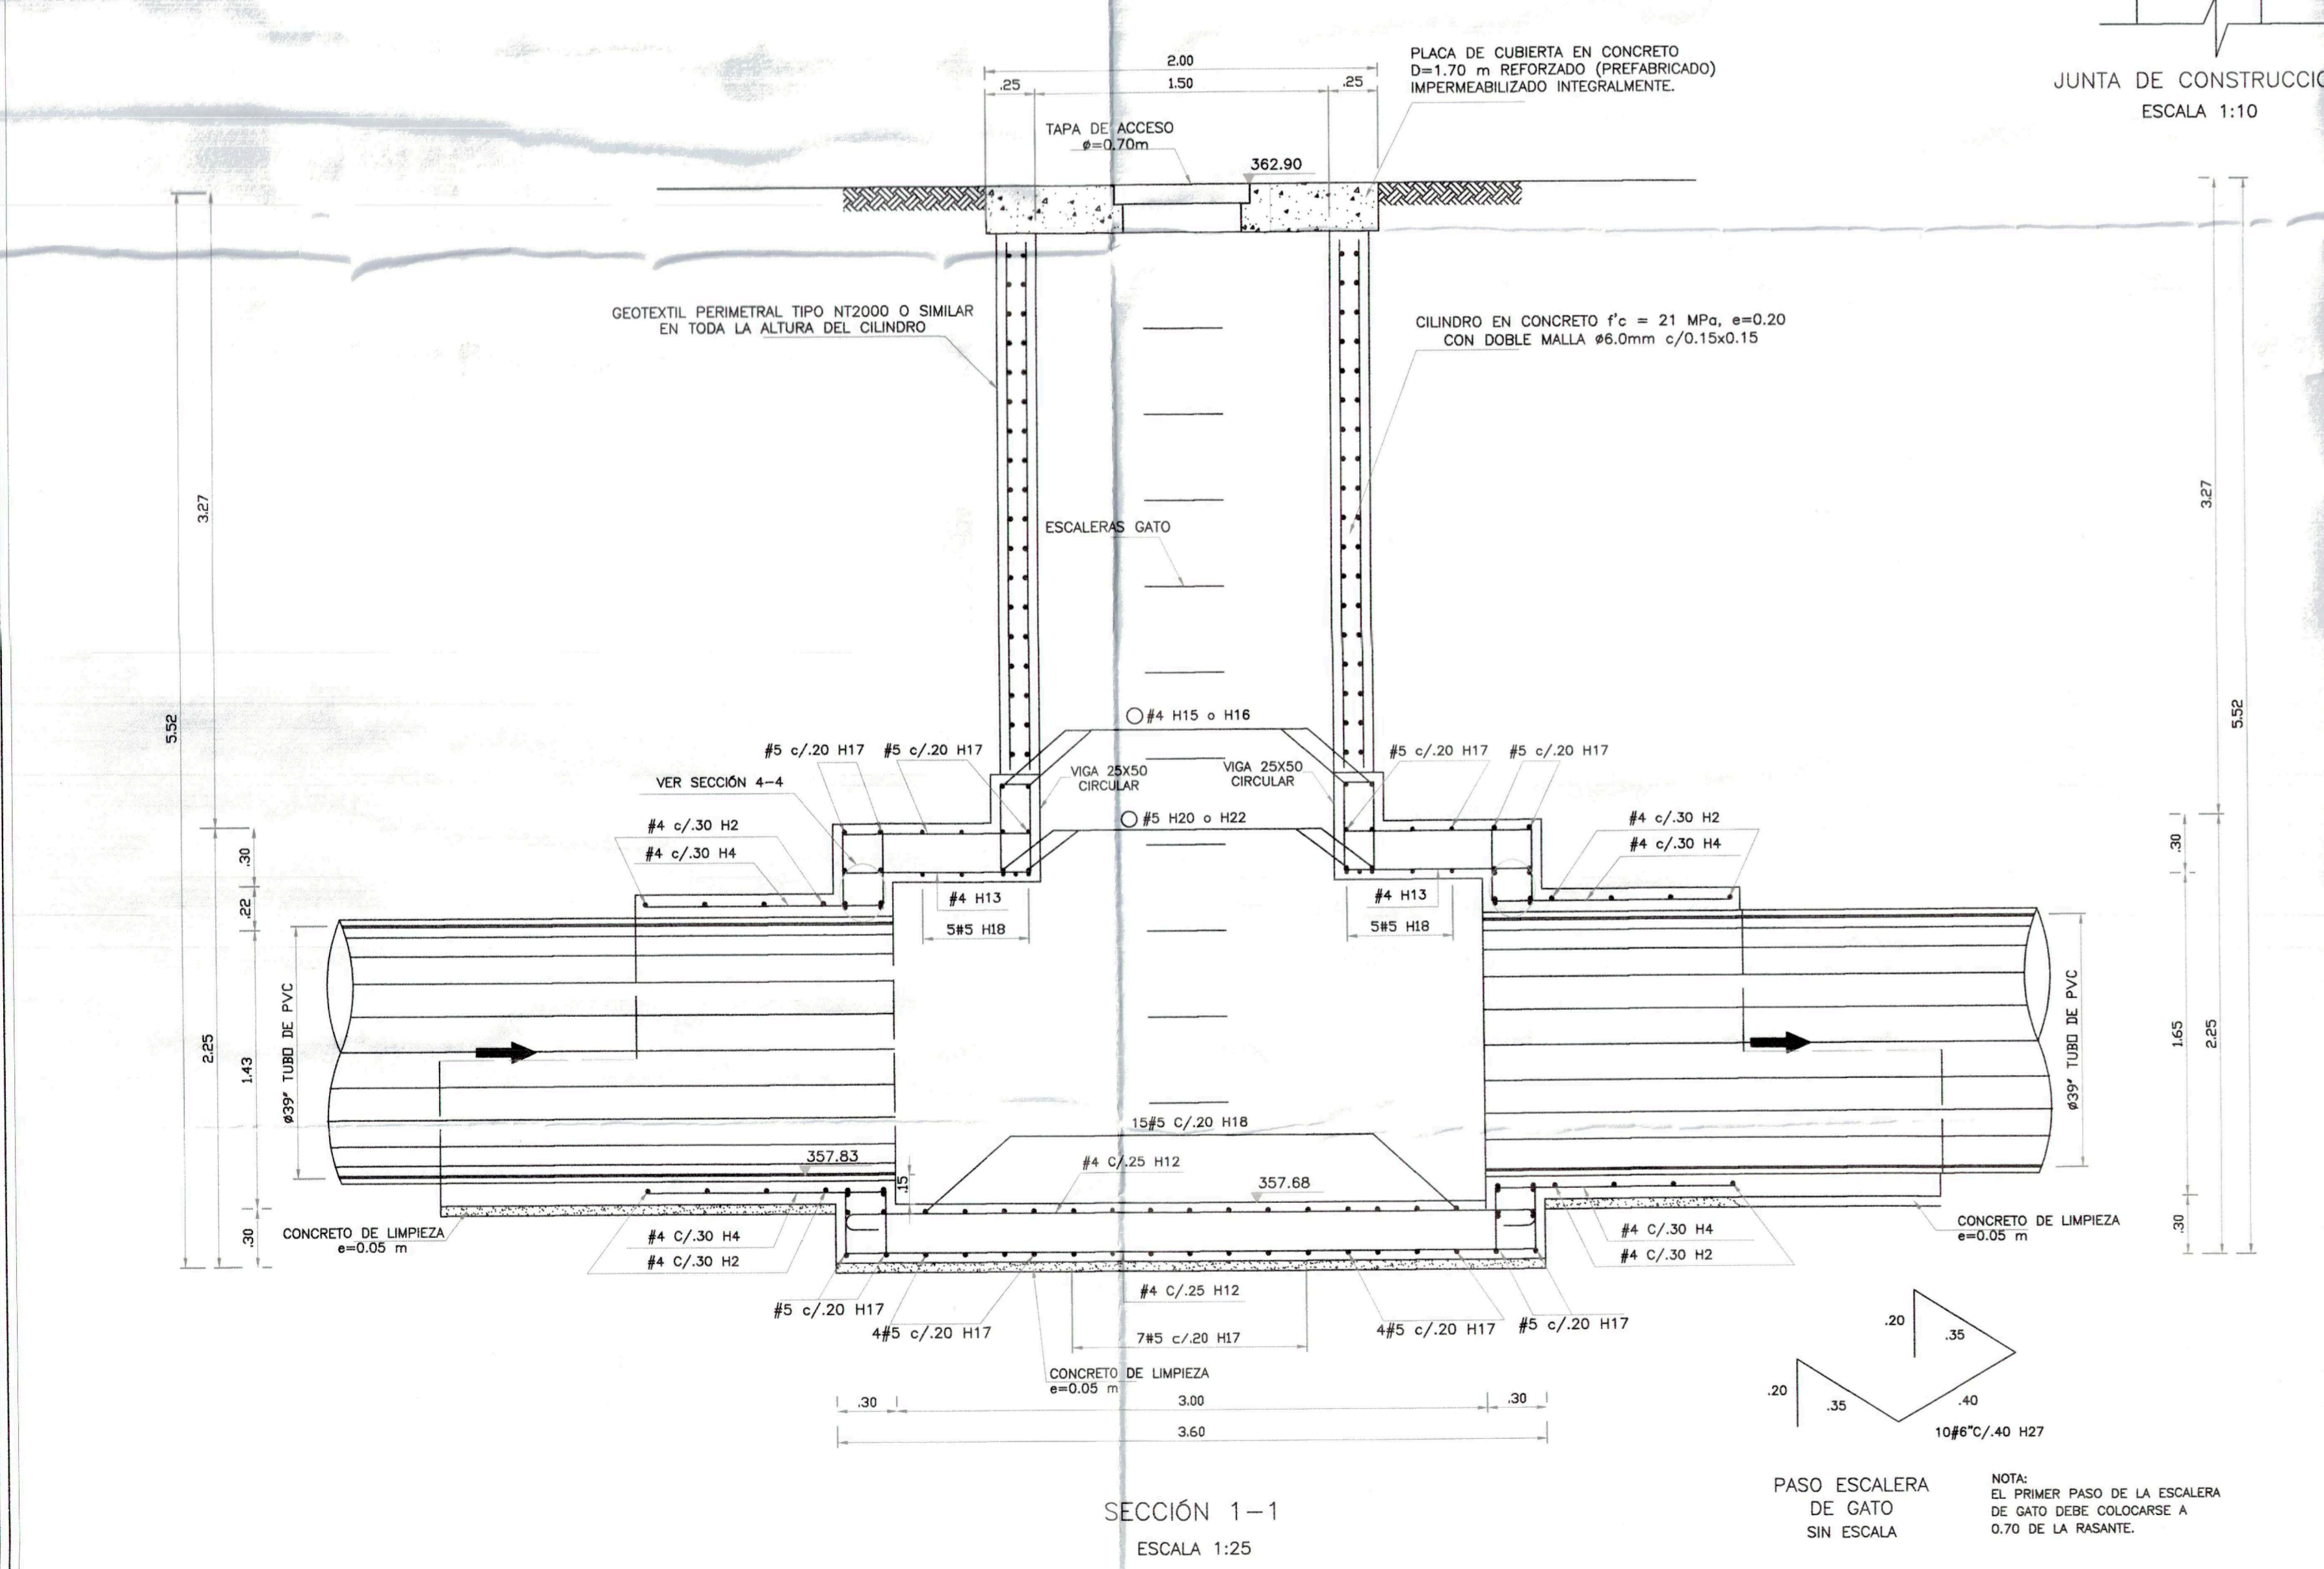 JUNTA DE CONSTRUCCIO
ESCALA 1:10
2.00
.25
1.50
.25
PLACA DE CUBIERTA EN CONCRETO
D=1.70 m REFORZADO (PREFABRICADO)
IMPERMEABILIZADO INTEGRALMENTE.
TAPA DE ACCESO
ø=0.70m
362.90
GEOTEXTIL PERIMETRAL TIPO NT2000 O SIMILAR
EN TODA LA ALTURA DEL CILINDRO
CILINDRO EN CONCRETO f'c = 21 MPa, e=0.20
CON DOBLE MALLA ø6.0mm c/0.15x0.15
ESCALERAS GATO
3.27
5.52
2.25
.30
.22
1.43
.30
ø39" TUBO DE PVC
3.27
5.52
.30
1.65
2.25
.30
ø39" TUBO DE PVC
#4 H15 o H16
#5 c/.20 H17
#5 c/.20 H17
#5 c/.20 H17
#5 c/.20 H17
VER SECCIÓN 4-4
VIGA 25X50
CIRCULAR
VIGA 25X50
CIRCULAR
#5 H20 o H22
#4 c/.30 H2
#4 c/.30 H4
#4 c/.30 H2
#4 c/.30 H4
#4 H13
5#5 H18
#4 H13
5#5 H18
15#5 C/.20 H18
357.83
.15
#4 C/.25 H12
357.68
CONCRETO DE LIMPIEZA
e=0.05 m
#4 C/.30 H4
#4 C/.30 H2
#4 C/.30 H4
#4 C/.30 H2
CONCRETO DE LIMPIEZA
e=0.05 m
#5 c/.20 H17
4#5 c/.20 H17
#4 C/.25 H12
7#5 c/.20 H17
4#5 c/.20 H17
#5 c/.20 H17
CONCRETO DE LIMPIEZA
e=0.05 m
.30
3.00
.30
3.60
.20
.35
.20
.35
.40
10#6"C/.40 H27
SECCIÓN 1-1
ESCALA 1:25
PASO ESCALERA
DE GATO
SIN ESCALA
NOTA:
EL PRIMER PASO DE LA ESCALERA
DE GATO DEBE COLOCARSE A
0.70 DE LA RASANTE.